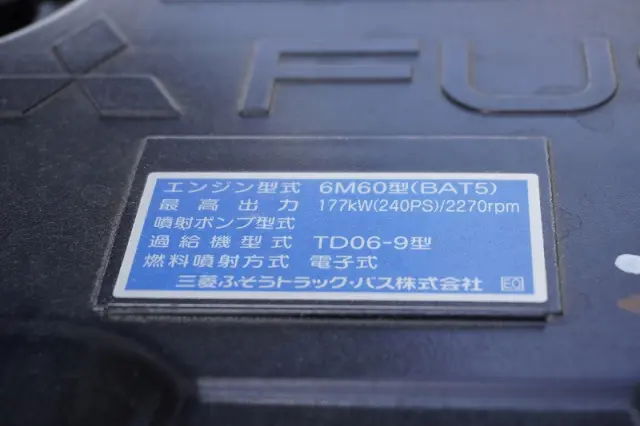 FU
エンジン型式 6M60型(BAT5)
最高出力 177kW(240PS)/2270rpm
噴射ポンプ型式
過給機型式 TD06-9型
燃料噴射方式 電子式
三菱ふそうトラック・バス株式会社 EO